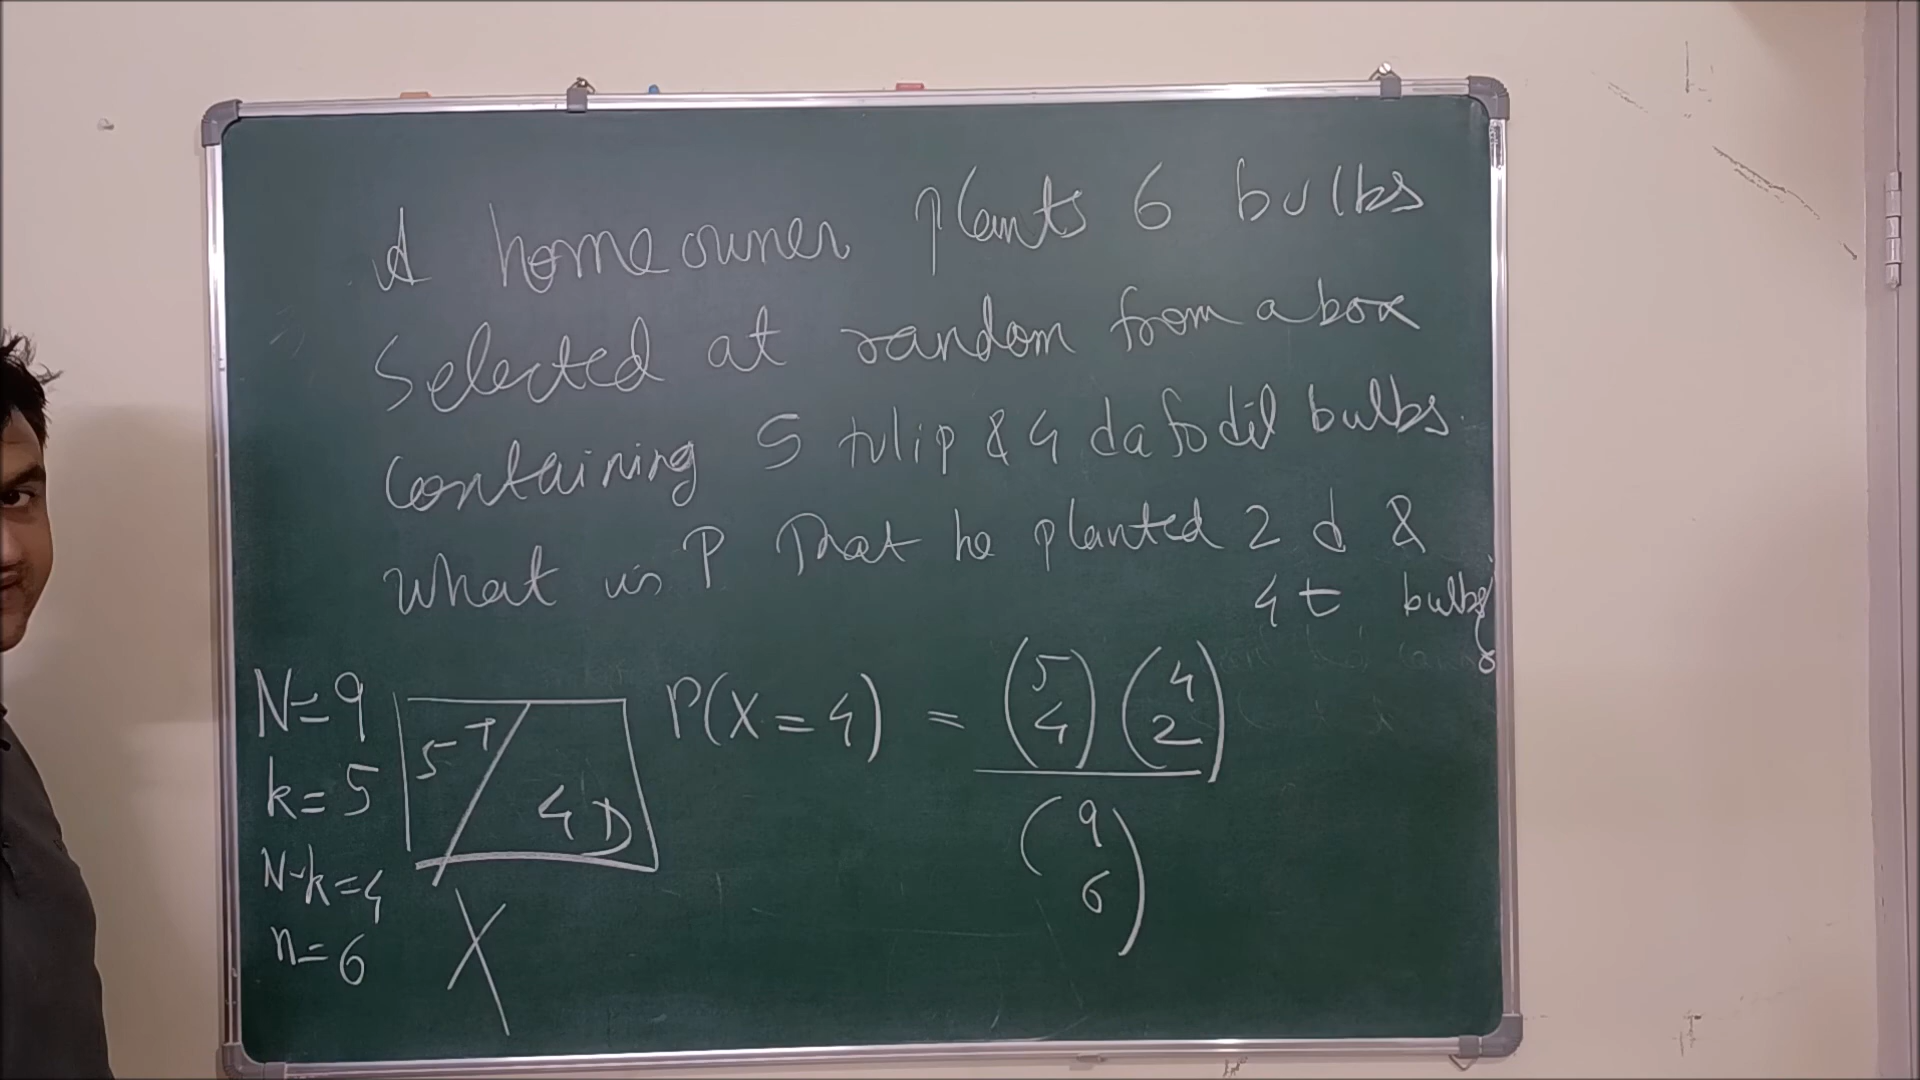 A homeowner plants 6 bulbs
Selected at random from a box
Containing 5 tulip & 4 dafodil bulbs.
What is P that he planted 2 d &
4 t bulbs
N=9
k=5
N-k=4
n=6
5 T
4 D
X
P(X=4) = (5 4) (4 2)
(9 6)